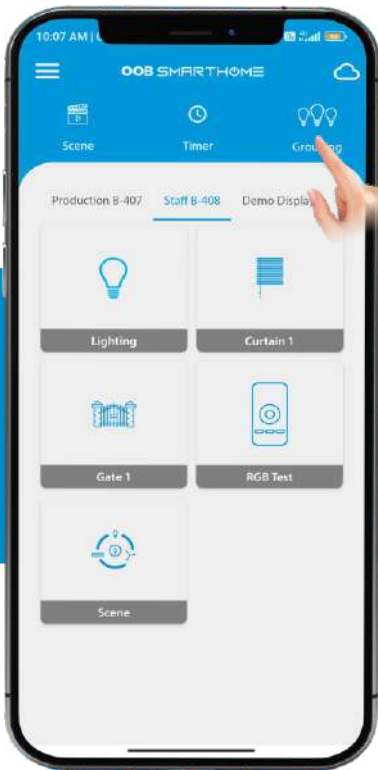 10:07 AM
OOB SMARTHOME
Scene Timer Grouping
Production B-407 Staff B-408 Demo Display
Lighting Curtain 1
Gate 1 RGB Test
Scene